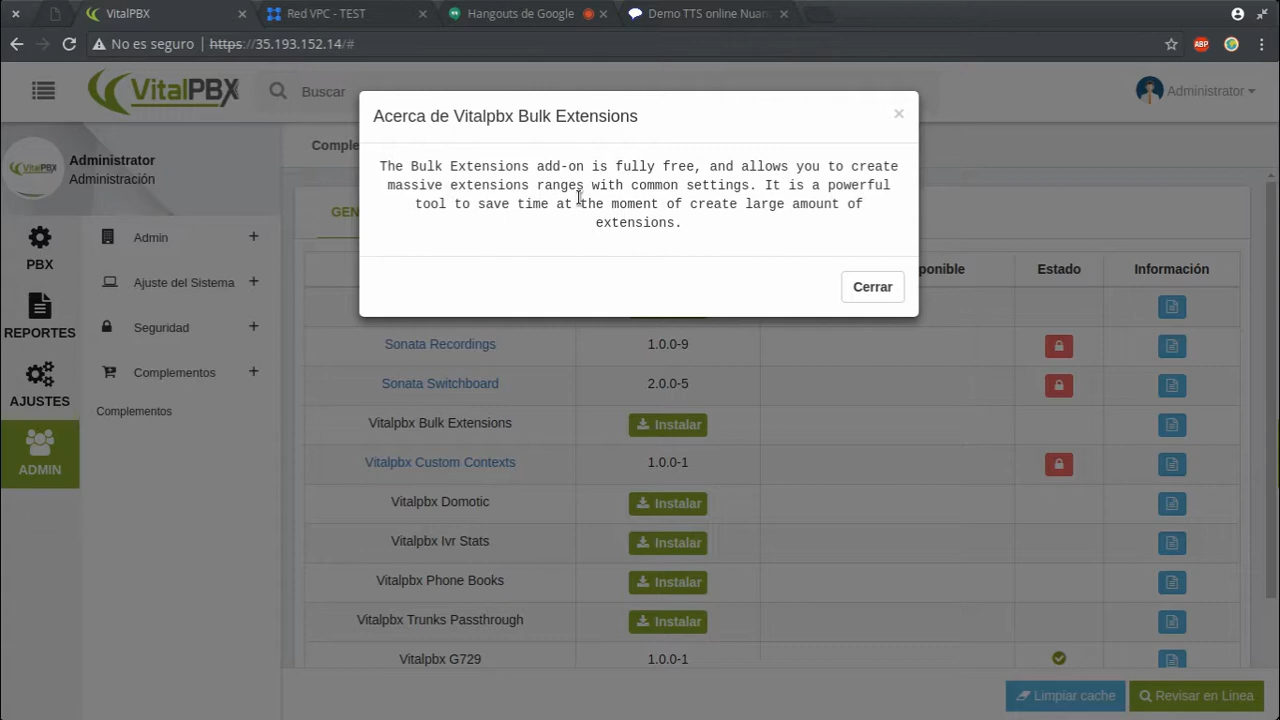 VitalPBX
Red VPC - TEST
Hangouts de Google
Demo TTS online Nuan
No es seguro
https://35.193.152.14/#
VitalPBX
Buscar
Administrator
VitalPBX
Administrator
Administración
PBX
REPORTES
AJUSTES
ADMIN
Admin
Ajuste del Sistema
Seguridad
Complementos
Complementos
Comple
GEN
Acerca de Vitalpbx Bulk Extensions
The Bulk Extensions add-on is fully free, and allows you to create
massive extensions ranges with common settings. It is a powerful
tool to save time at the moment of create large amount of
extensions.
Cerrar
ponible
Estado
Información
Sonata Recordings
1.0.0-9
Sonata Switchboard
2.0.0-5
Vitalpbx Bulk Extensions
Instalar
Vitalpbx Custom Contexts
1.0.0-1
Vitalpbx Domotic
Instalar
Vitalpbx Ivr Stats
Instalar
Vitalpbx Phone Books
Instalar
Vitalpbx Trunks Passthrough
Instalar
Vitalpbx G729
1.0.0-1
Limpiar cache
Revisar en Linea
ABP